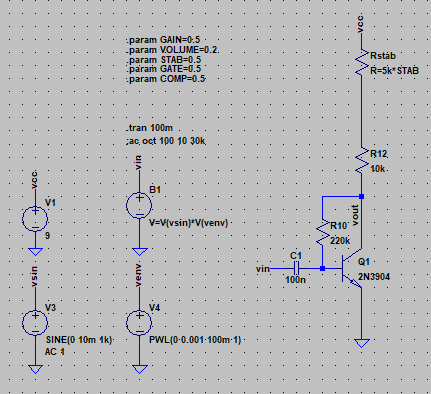 .param GAIN=0.5
.param VOLUME=0.2
.param STAB=0.5
.param GATE=0.5
.param COMP=0.5
.tran 100m
;ac oct 100 10 30k
vcc
Rstab
R=5k*STAB
R12
10k
vout
R10
220k
vin
C1
100n
Q1
2N3904
vcc
V1
9
vin
B1
V=V(vsin)*V(venv)
vsin
V3
SINE(0 10m 1k)
AC 1
venv
V4
PWL(0 0.001 100m 1)